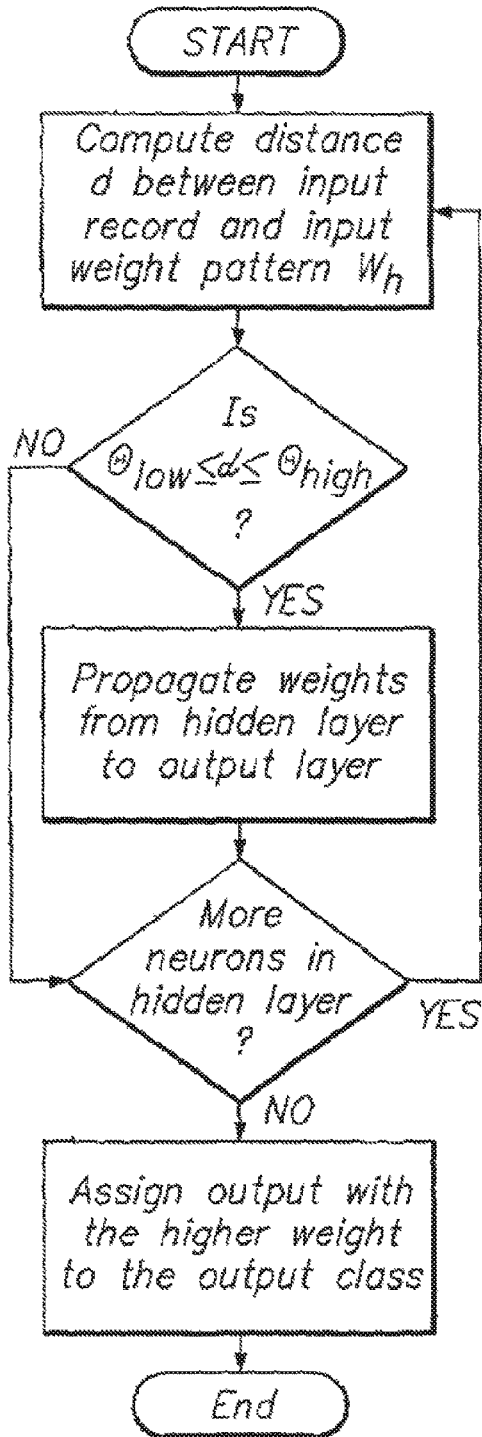 START
Compute distance
d between input
record and input
weight pattern Wh
Is
Θlow ≤d≤ Θhigh
?
NO
YES
Propagate weights
from hidden layer
to output layer
More
neurons in
hidden layer
?
YES
NO
Assign output with
the higher weight
to the output class
End